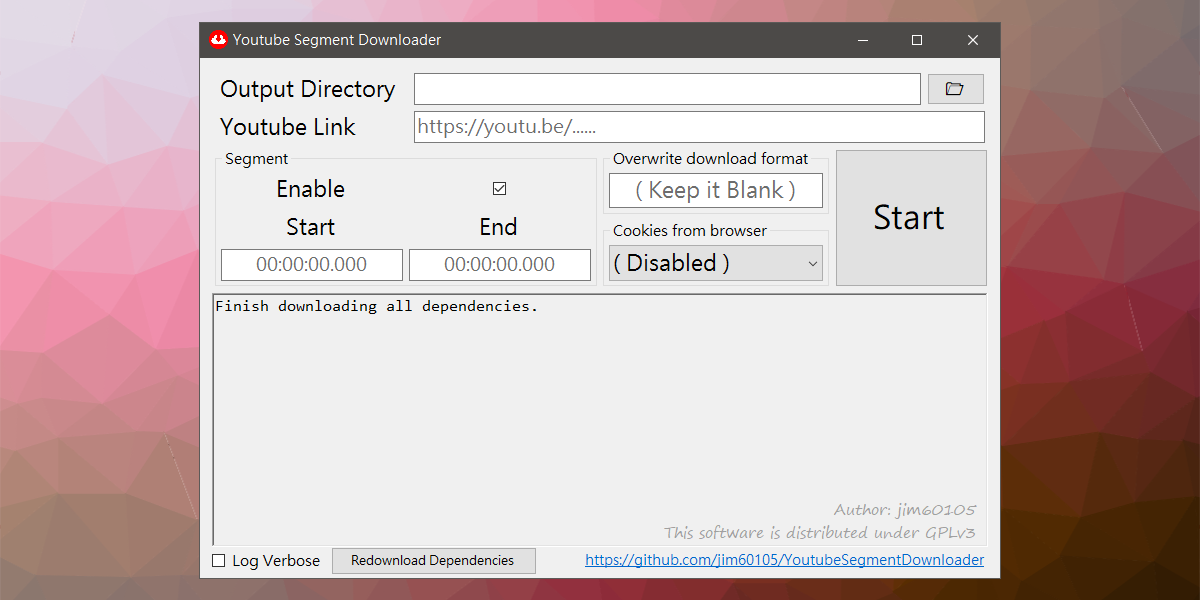 Youtube Segment Downloader
Output Directory
Youtube Link
https://youtu.be/......
Segment
Enable
Start
End
00:00:00.000
00:00:00.000
Overwrite download format
( Keep it Blank )
Cookies from browser
( Disabled )
Start
Finish downloading all dependencies.
Author: jim60105
This software is distributed under GPLv3
Log Verbose
Redownload Dependencies
https://github.com/jim60105/YoutubeSegmentDownloader